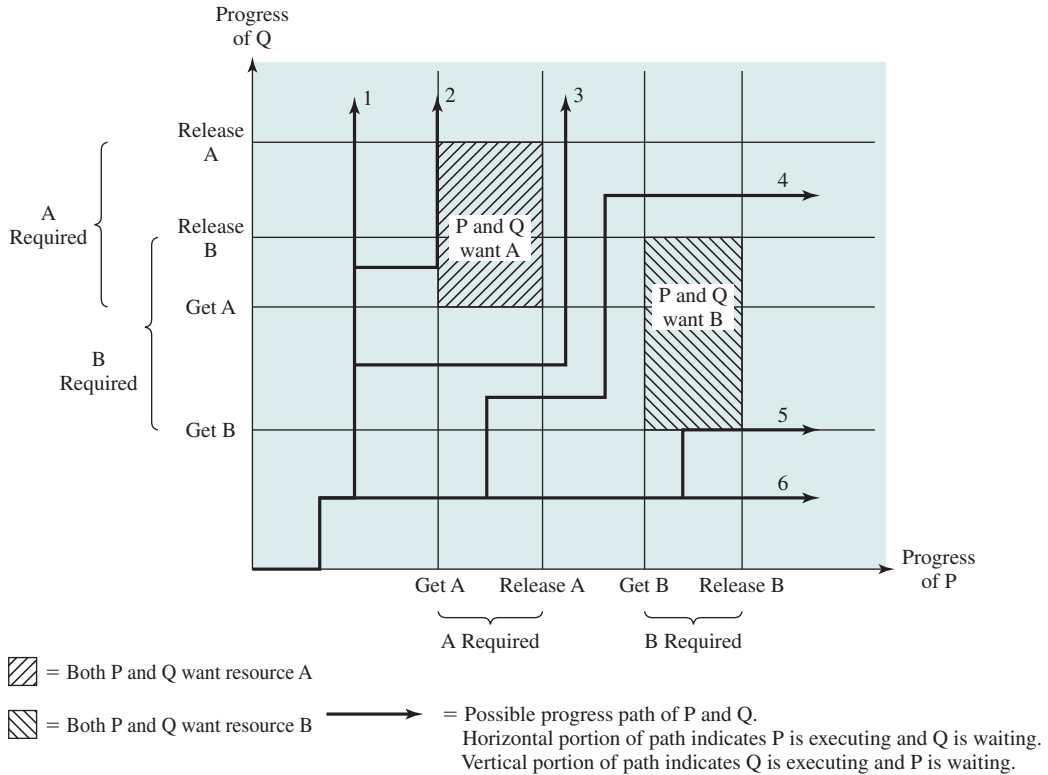 Progress
of Q
1
2
3
Release
A
4
A
Required
Release
B
P and Q
want A
P and Q
want B
Get A
B
Required
Get B
5
6
Progress
of P
Get A
Release A
Get B
Release B
A Required
B Required
= Both P and Q want resource A
= Both P and Q want resource B
= Possible progress path of P and Q.
Horizontal portion of path indicates P is executing and Q is waiting.
Vertical portion of path indicates Q is executing and P is waiting.